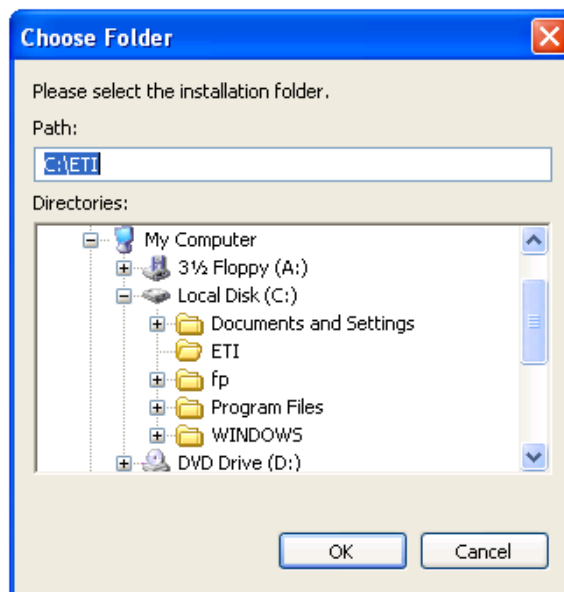 Choose Folder
Please select the installation folder.
Path:
C:\ETI
Directories:
My Computer
3½ Floppy (A:)
Local Disk (C:)
Documents and Settings
ETI
fp
Program Files
WINDOWS
DVD Drive (D:)
OK Cancel